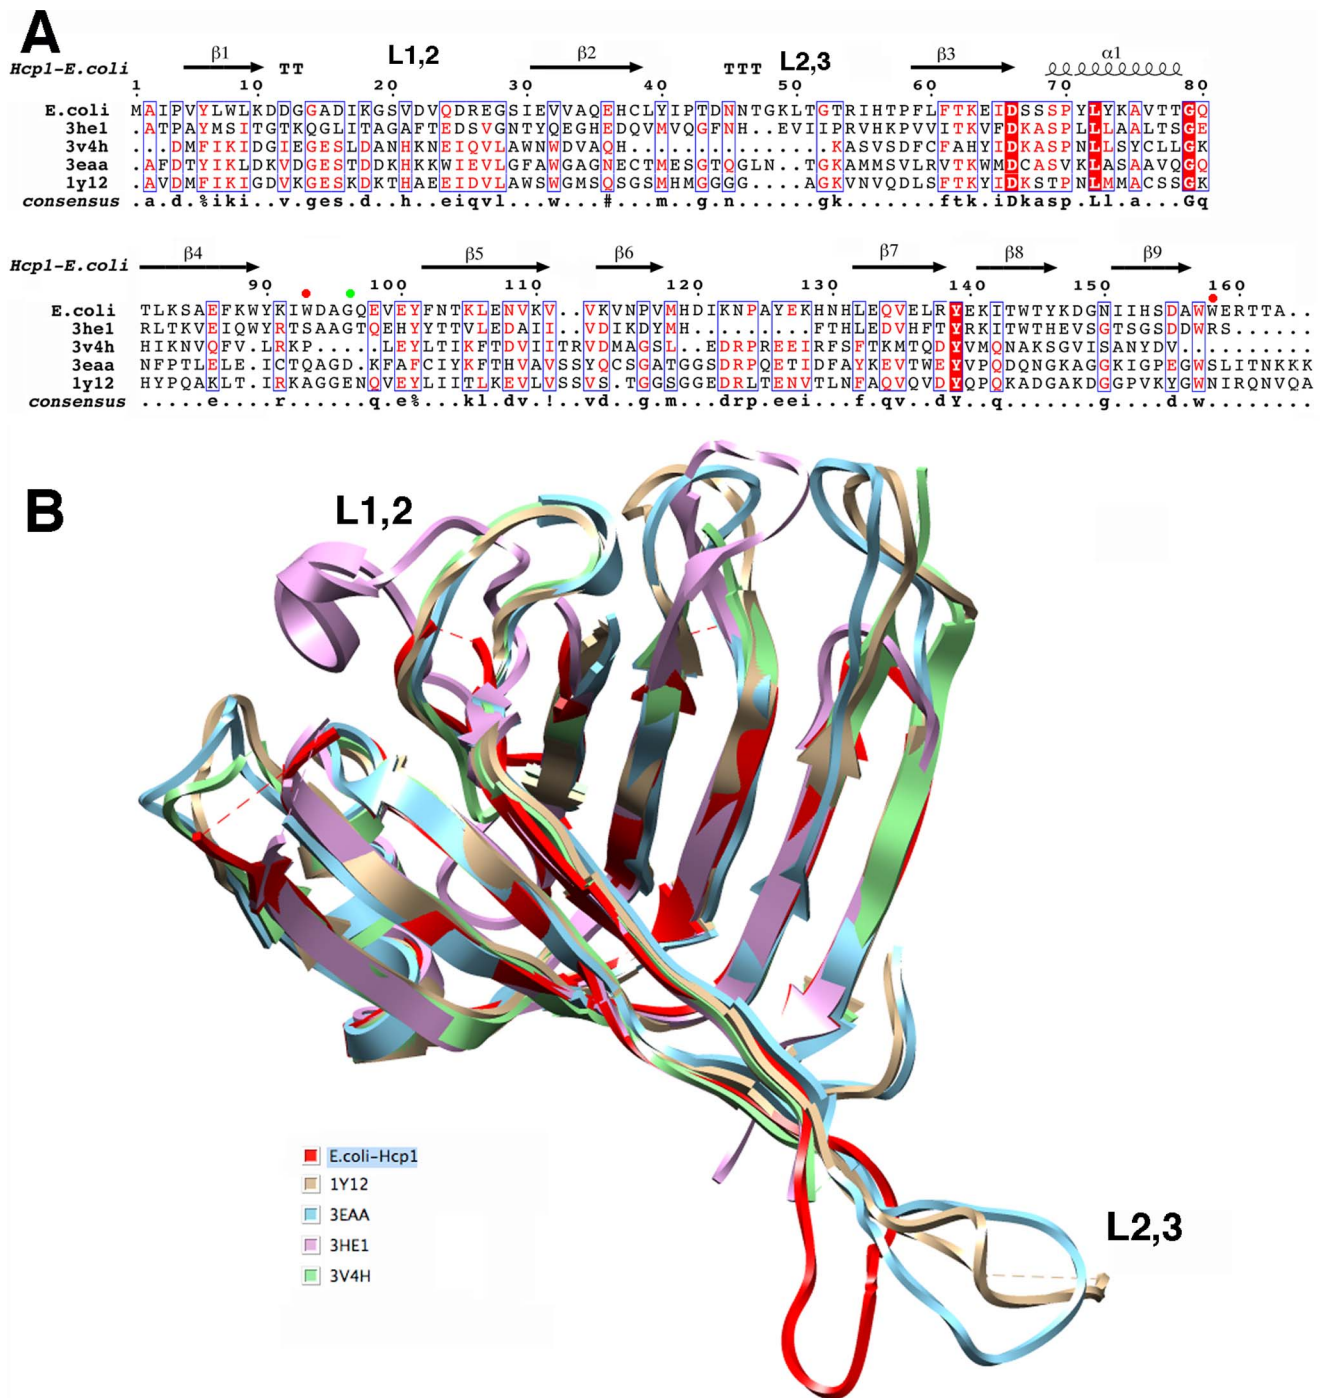 A
β1 L1,2 β2 L2,3 β3 α1
Hcp1-E.coli TT TTT
1 10 20 30 40 50 60 70 80
E.coli MAIPVYLWLKDDGGADIKGSVDVQDREGSIEVVAQEHCLYIPTDNNTGKLTGTRIHTPFLFTKEIDSSSPYLYKAVTTGQ
3he1 .ATPAYMSITGTKQGLITAGAFTEDSVGNTYQEGHEDQVMVQGFNH..EVIIPRVHKPVVITKVFDKASPLLLAALTSGE
3v4h ...DMFIKIDGIEGESLDANHKNEIQVLAWNWDVAQH...............KASVSDFCFAHYIDKASPNLLSYCLLGK
3eaa .AFDTYIKLDKVDGESTDDKHKKWIEVLGFAWGAGNECTMESGTQGLN..TGKAMMSVLRVTKWMDCASVKLASAAVQGQ
1y12 .AVDMFIKIGDVKGESKDKTHAEEIDVLAWSWGMSQSGSMHMGGGG....AGKVNVQDLSFTKYIDKSTPNLMMACSSGK
consensus .a.d.%iki..v.ges.d..h..eiqvl...w...#...m..g.n......gk.......ftk.iDkasp.Ll.a...Gq
β4 β5 β6 β7 β8 β9
Hcp1-E.coli
90 100 110 120 130 140 150 160
E.coli TLKSAEFKWYKIWDAGQEVEYFNTKLENVKV..VKVNPVMHDIKNPAYEKHNHLEQVELRYEKITWTYKDGNIIHSDAWWERTTA..
3he1 RLTKVEIQWYRTSAAGTQEHYYTTVLEDAII..VDIKDYMH.........FTHLEDVHFTYRKITWTHEVSGTSGSDDWRS......
3v4h HIKNVQFV.LRKP....LEYLTIKFTDVIITRVDMAGSL..EDRPREEIRFSFTKMTQDYVMQNAKSGVISANYDV..........
3eaa NFPTLELE.ICTQAGD.KFAFCIYKFTHVAVSSYQCSGATGGSDRPQETIDFAYKEVTWEYVPQDQNGKAGGKIGPEGWSLITNKKK
1y12 HYPQAKLT.IRKAGGENQVEYLIITLKEVLVSSVS.TGGSGGEDRLTENVTLNFAQVQVDYQPQKADGAKDGGPVKYGWNIRQNVQA
consensus .....e....r......q.e%...kl.dv.!..vd..g.m...drp.eei...f.qv..dY..q.......g....d.w........
B
L1,2
E.coli-Hcp1
1Y12
3EAA
3HE1
3V4H
L2,3